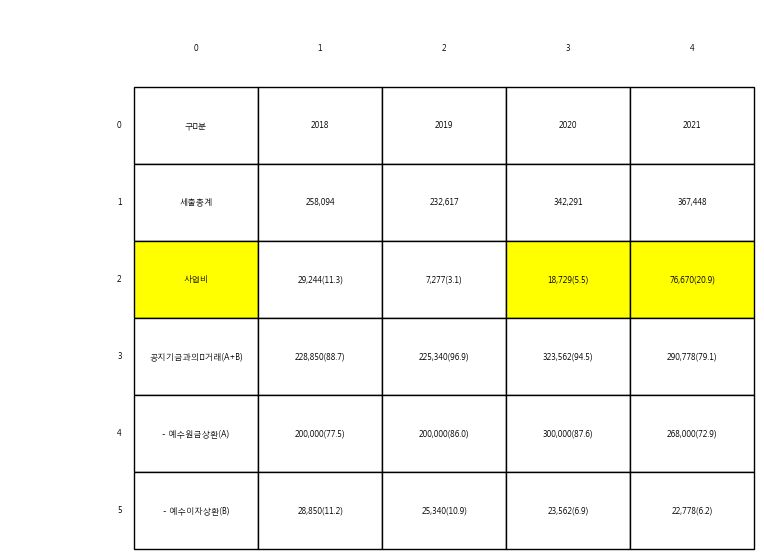 0 1 2 3 4
0 구▯분 2018 2019 2020 2021
1 세출총계 258,094 232,617 342,291 367,448
2 사업비 29,244(11.3) 7,277(3.1) 18,729(5.5) 76,670(20.9)
3 공지기금과의▯거래(A+B) 228,850(88.7) 225,340(96.9) 323,562(94.5) 290,778(79.1)
4 - 예수원금상환(A) 200,000(77.5) 200,000(86.0) 300,000(87.6) 268,000(72.9)
5 - 예수이자상환(B) 28,850(11.2) 25,340(10.9) 23,562(6.9) 22,778(6.2)